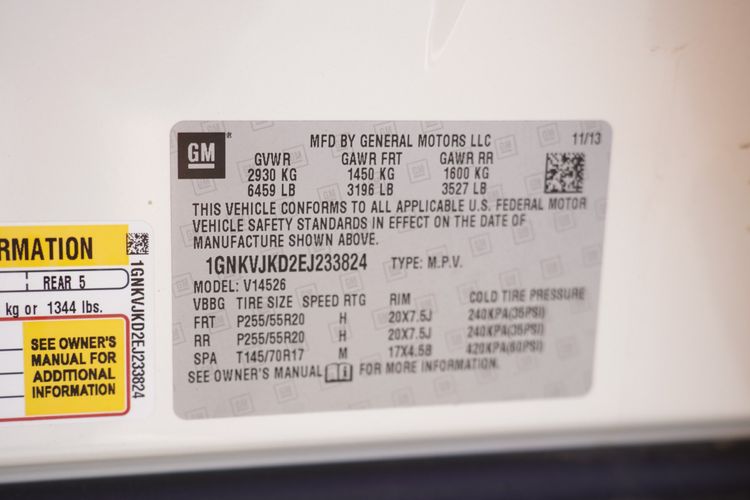 GM
MFD BY GENERAL MOTORS LLC 11/13
GVWR GAWR FRT GAWR RR
2930 KG 1450 KG 1600 KG
6459 LB 3196 LB 3527 LB
THIS VEHICLE CONFORMS TO ALL APPLICABLE U.S. FEDERAL MOTOR
VEHICLE SAFETY STANDARDS IN EFFECT ON THE DATE OF
MANUFACTURE SHOWN ABOVE.
1GNKVJKD2EJ233824 TYPE: M.P.V.
MODEL: V14526
VBBG TIRE SIZE SPEED RTG RIM COLD TIRE PRESSURE
FRT P255/55R20 H 20X7.5J 240KPA(35PSI)
RR P255/55R20 H 20X7.5J 240KPA(35PSI)
SPA T145/70R17 M 17X4.5B 420KPA(60PSI)
SEE OWNER'S MANUAL FOR MORE INFORMATION.
RMATION
REAR 5
kg or 1344 lbs.
SEE OWNER'S
MANUAL FOR
ADDITIONAL
INFORMATION
1GNKVJKD2EJ233824